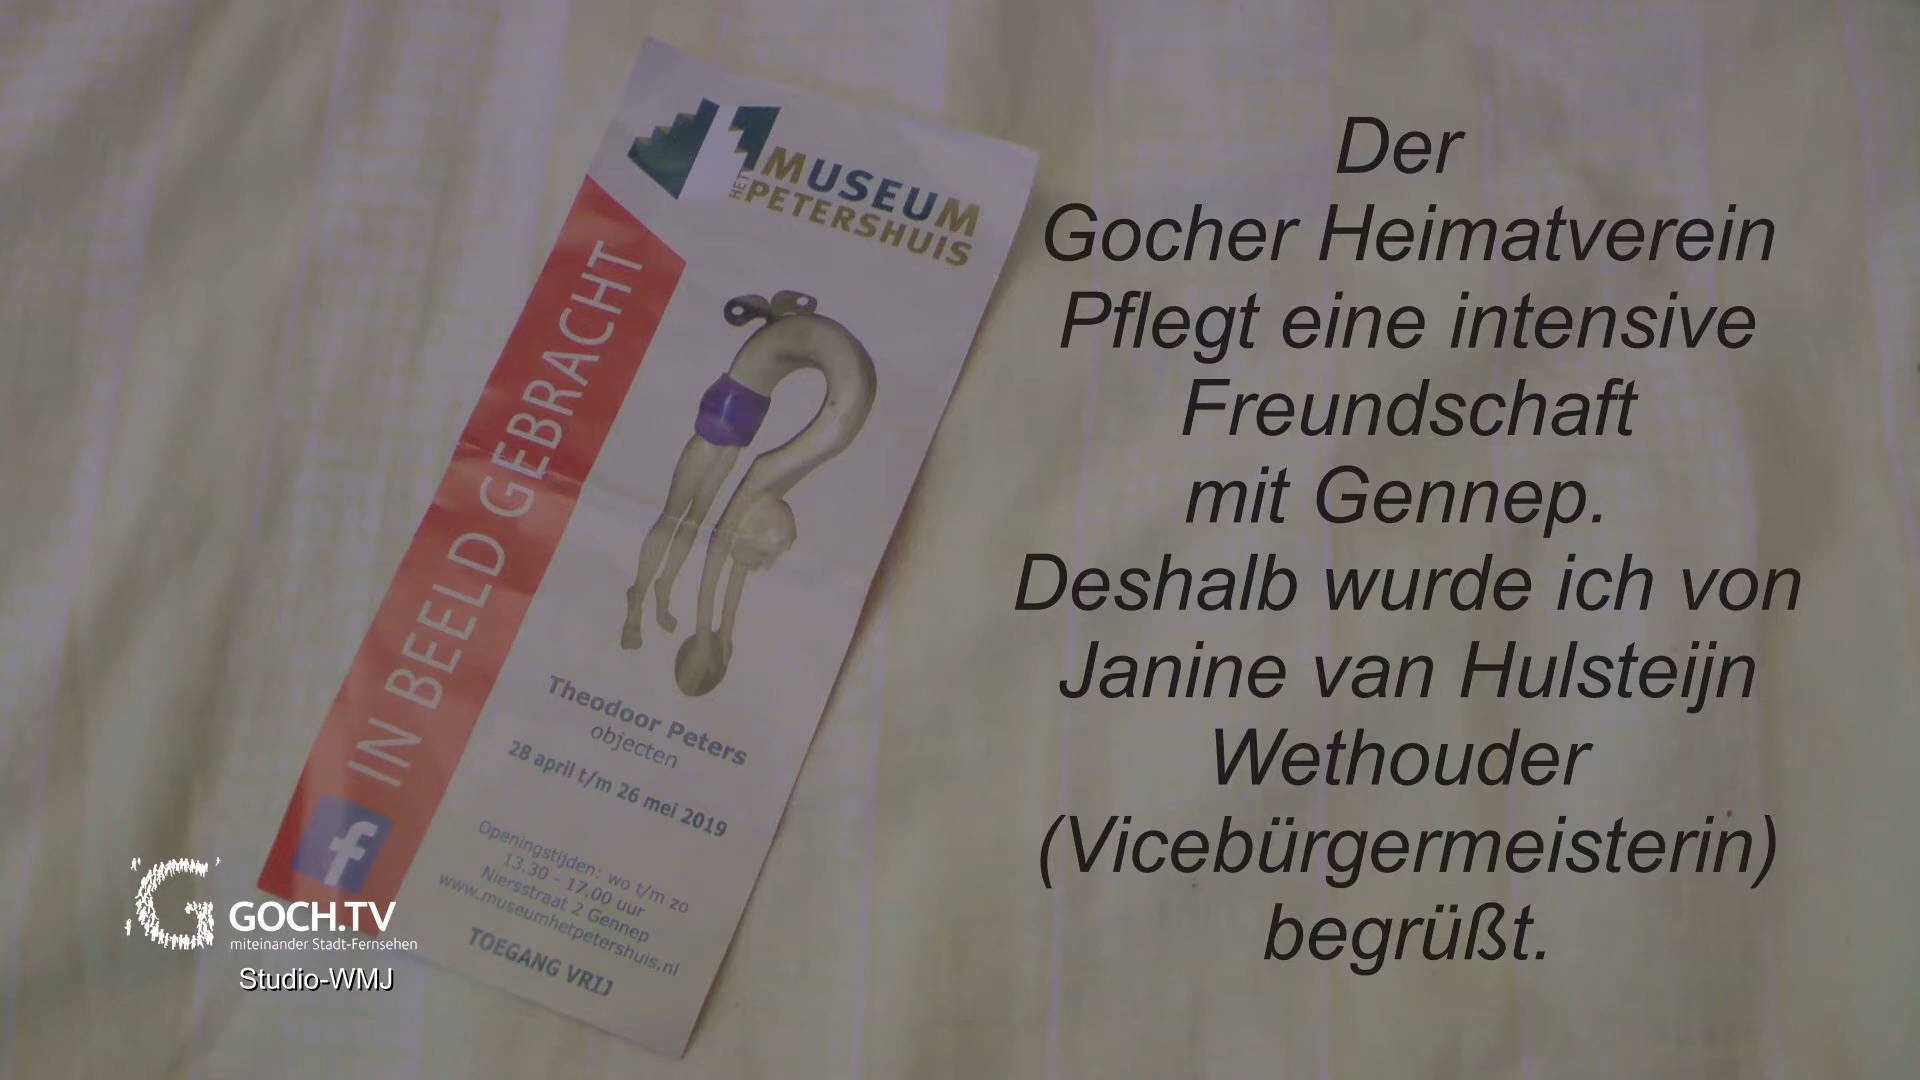 MUSEUM
HET PETERSHUIS
IN BEELD GEBRACHT
Theodoor Peters
objecten
28 april t/m 26 mei 2019
Openingstijden: wo t/m zo
13.30 - 17.00 uur
Niersstraat 2 Gennep
www.museumhetpetershuis.nl
TOEGANG VRIJ
f
Der
Gocher Heimatverein
Pflegt eine intensive
Freundschaft
mit Gennep.
Deshalb wurde ich von
Janine van Hulsteijn
Wethouder
(Vicebürgermeisterin)
begrüßt.
G GOCH.TV
miteinander Stadt-Fernsehen
Studio-WMJ